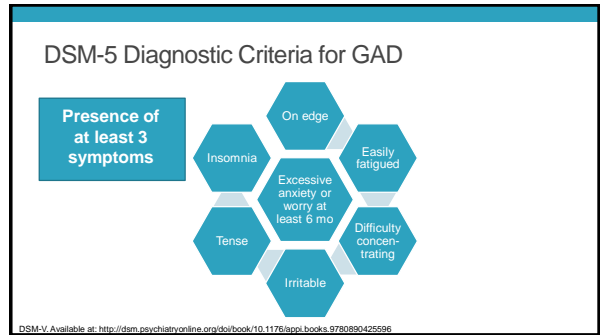 DSM-5 Diagnostic Criteria for GAD
Presence of
at least 3
symptoms
On edge
Easily
fatigued
Difficulty
concen-
trating
Irritable
Tense
Insomnia
Excessive
anxiety or
worry at
least 6 mo
DSM-V. Available at: http://dsm.psychiatryonline.org/doi/book/10.1176/appi.books.9780890425596